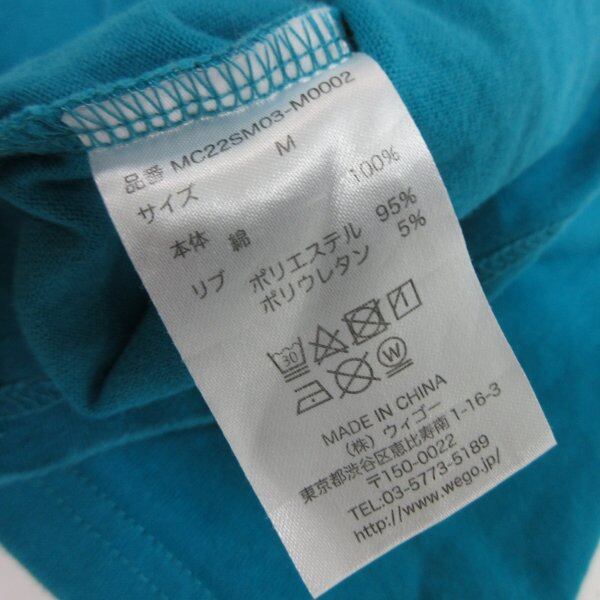 品番 MC22SM03-M0002
サイズ M
本体 綿 100%
リブ ポリエステル 95%
ポリウレタン 5%
30
W
MADE IN CHINA
(株) ウィゴー
東京都渋谷区恵比寿南1-16-3
〒150-0022
TEL:03-5773-5189
http://www.wego.jp/